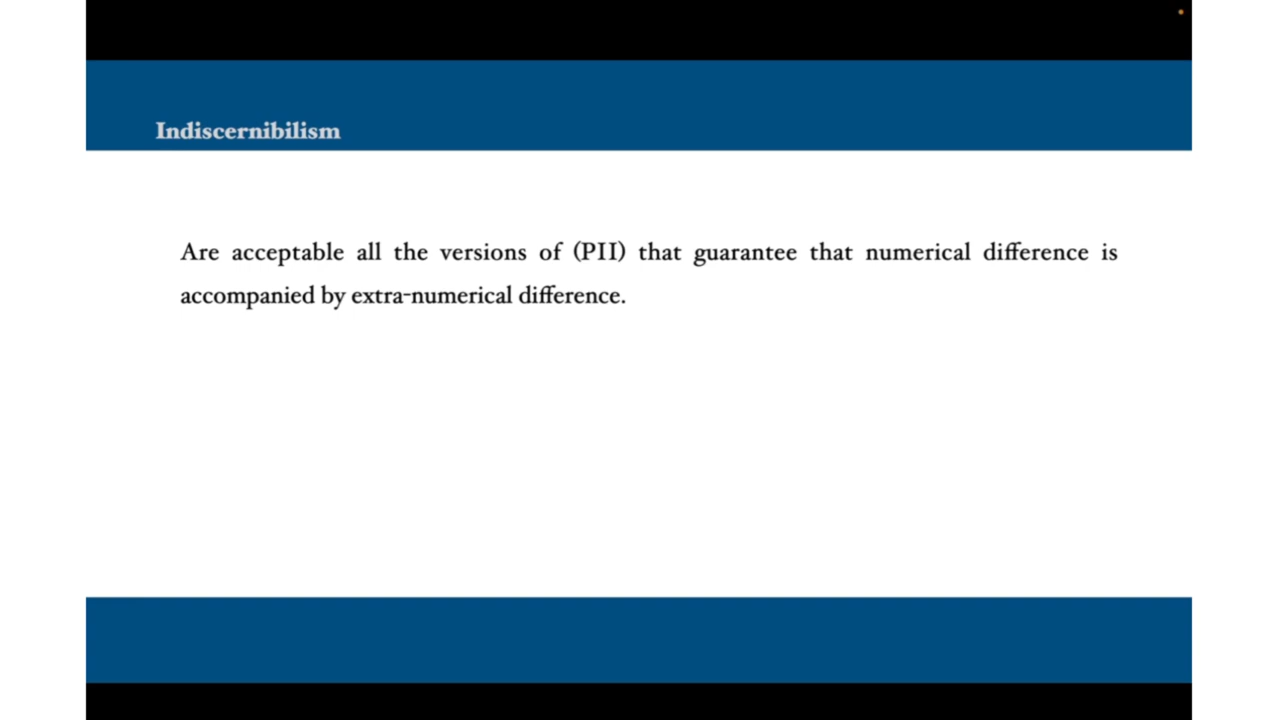 Indiscernibilism
Are acceptable all the versions of (PII) that guarantee that numerical difference is
accompanied by extra-numerical difference.